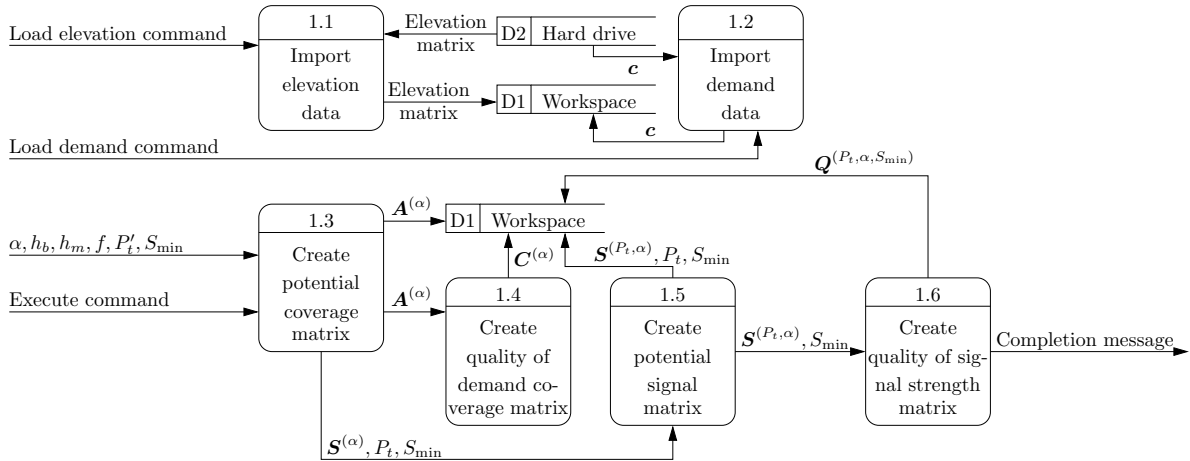 1.1
Import
elevation
data
Load elevation command
Elevation
matrix
D2 Hard drive
c
1.2
Import
demand
data
Elevation
matrix
D1 Workspace
c
Load demand command
Q^{(P_t,α,S_min)}
1.3
Create
potential
coverage
matrix
A^{(α)}
D1 Workspace
α, h_b, h_m, f, P′_t, S_min
C^{(α)}
S^{(P_t,α)}, P_t, S_min
Execute command
A^{(α)}
1.4
Create
quality of
demand co-
verage matrix
1.5
Create
potential
signal
matrix
S^{(P_t,α)}, S_min
1.6
Create
quality of sig-
nal strength
matrix
Completion message
S^{(α)}, P_t, S_min